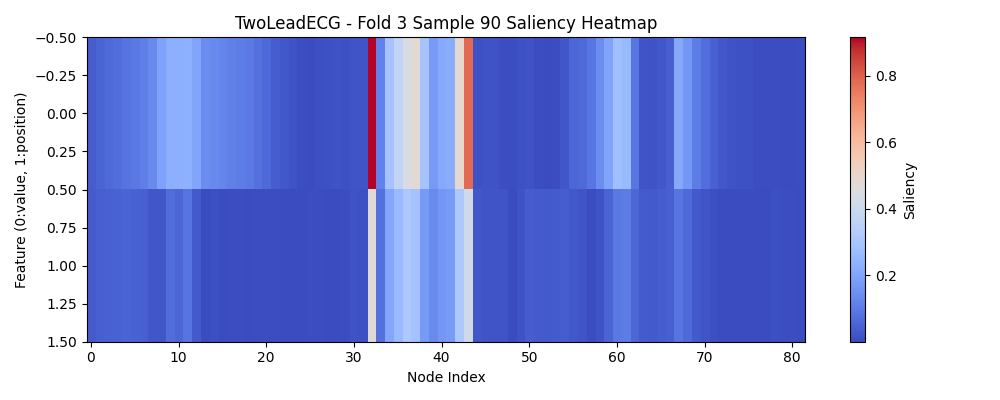 TwoLeadECG - Fold 3 Sample 90 Saliency Heatmap
Feature (0:value, 1:position)
−0.50
−0.25
0.00
0.25
0.50
0.75
1.00
1.25
1.50
0 10 20 30 40 50 60 70 80
Node Index
0.8
0.6
0.4
0.2
Saliency